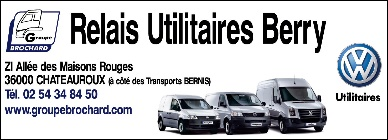 Groupe
BROCHARD
Relais Utilitaires Berry
ZI Allée des Maisons Rouges
36000 CHATEAUROUX (à côté des Transports BERNIS)
Tél. 02 54 34 84 50
www.groupebrochard.com
Utilitaires